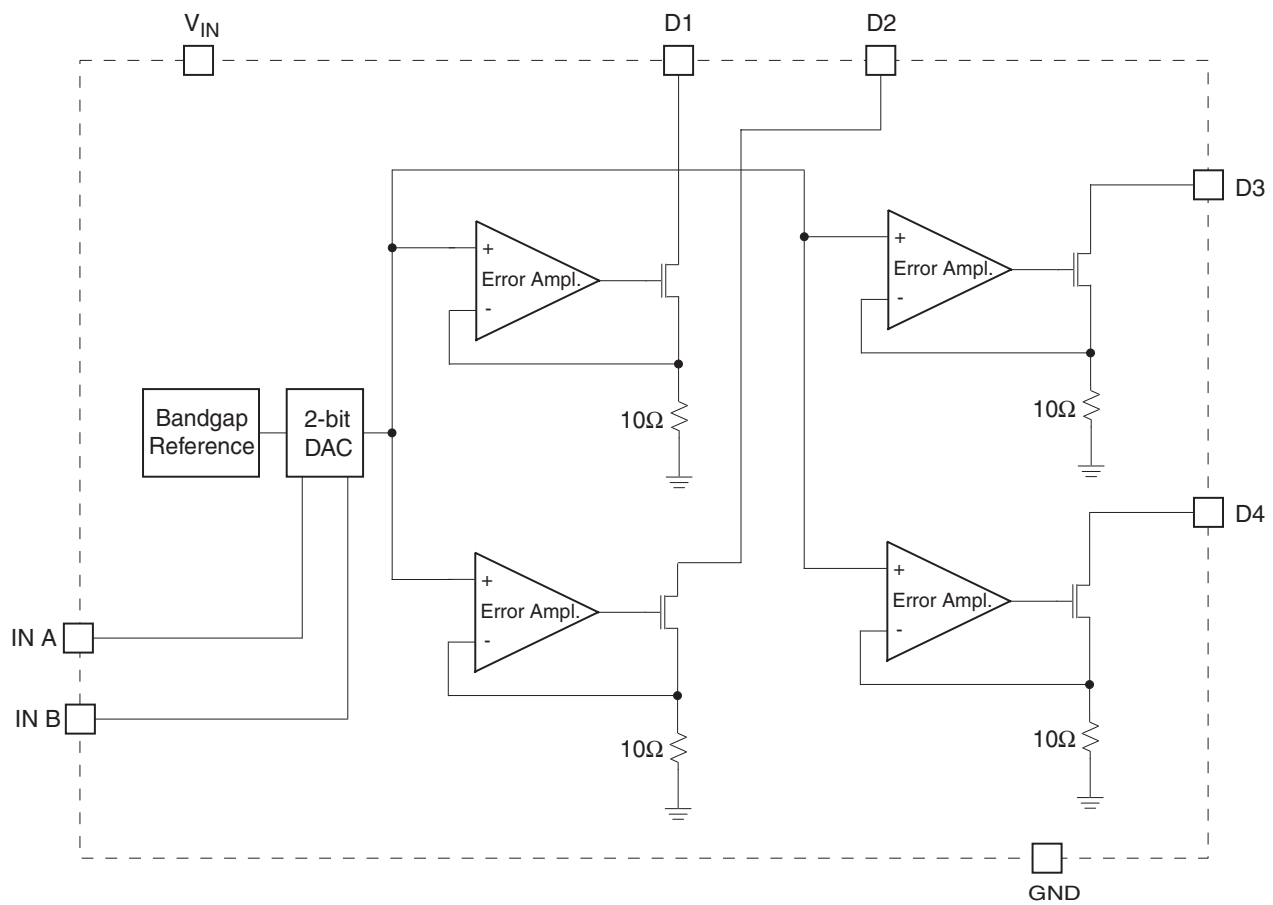 V_IN
D1
D2
D3
+
Error Ampl.
-
+
Error Ampl.
-
10Ω
10Ω
Bandgap
Reference
2-bit
DAC
D4
+
Error Ampl.
-
+
Error Ampl.
-
IN A
IN B
10Ω
10Ω
GND